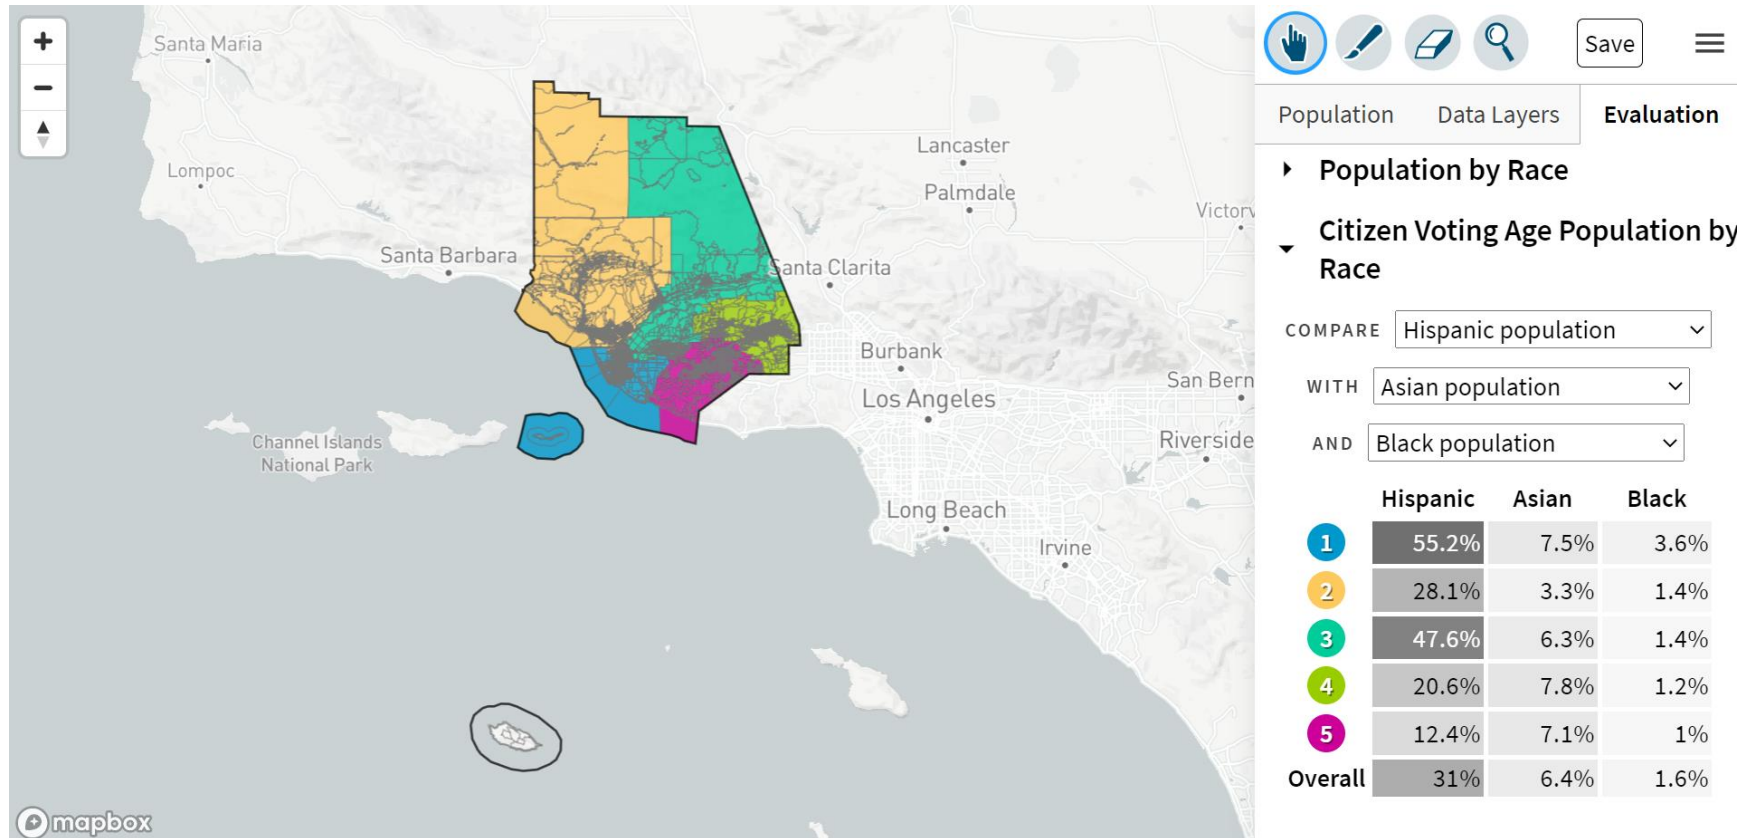 Santa Maria
Lompoc
Santa Barbara
Lancaster
Palmdale
Victorv
Santa Clarita
Burbank
San Bern
Los Angeles
Riverside
Channel Islands
National Park
Long Beach
Irvine
mapbox
Save
Population Data Layers Evaluation
Population by Race
Citizen Voting Age Population by
Race
COMPARE Hispanic population
WITH Asian population
AND Black population
Hispanic Asian Black
1 55.2% 7.5% 3.6%
2 28.1% 3.3% 1.4%
3 47.6% 6.3% 1.4%
4 20.6% 7.8% 1.2%
5 12.4% 7.1% 1%
Overall 31% 6.4% 1.6%